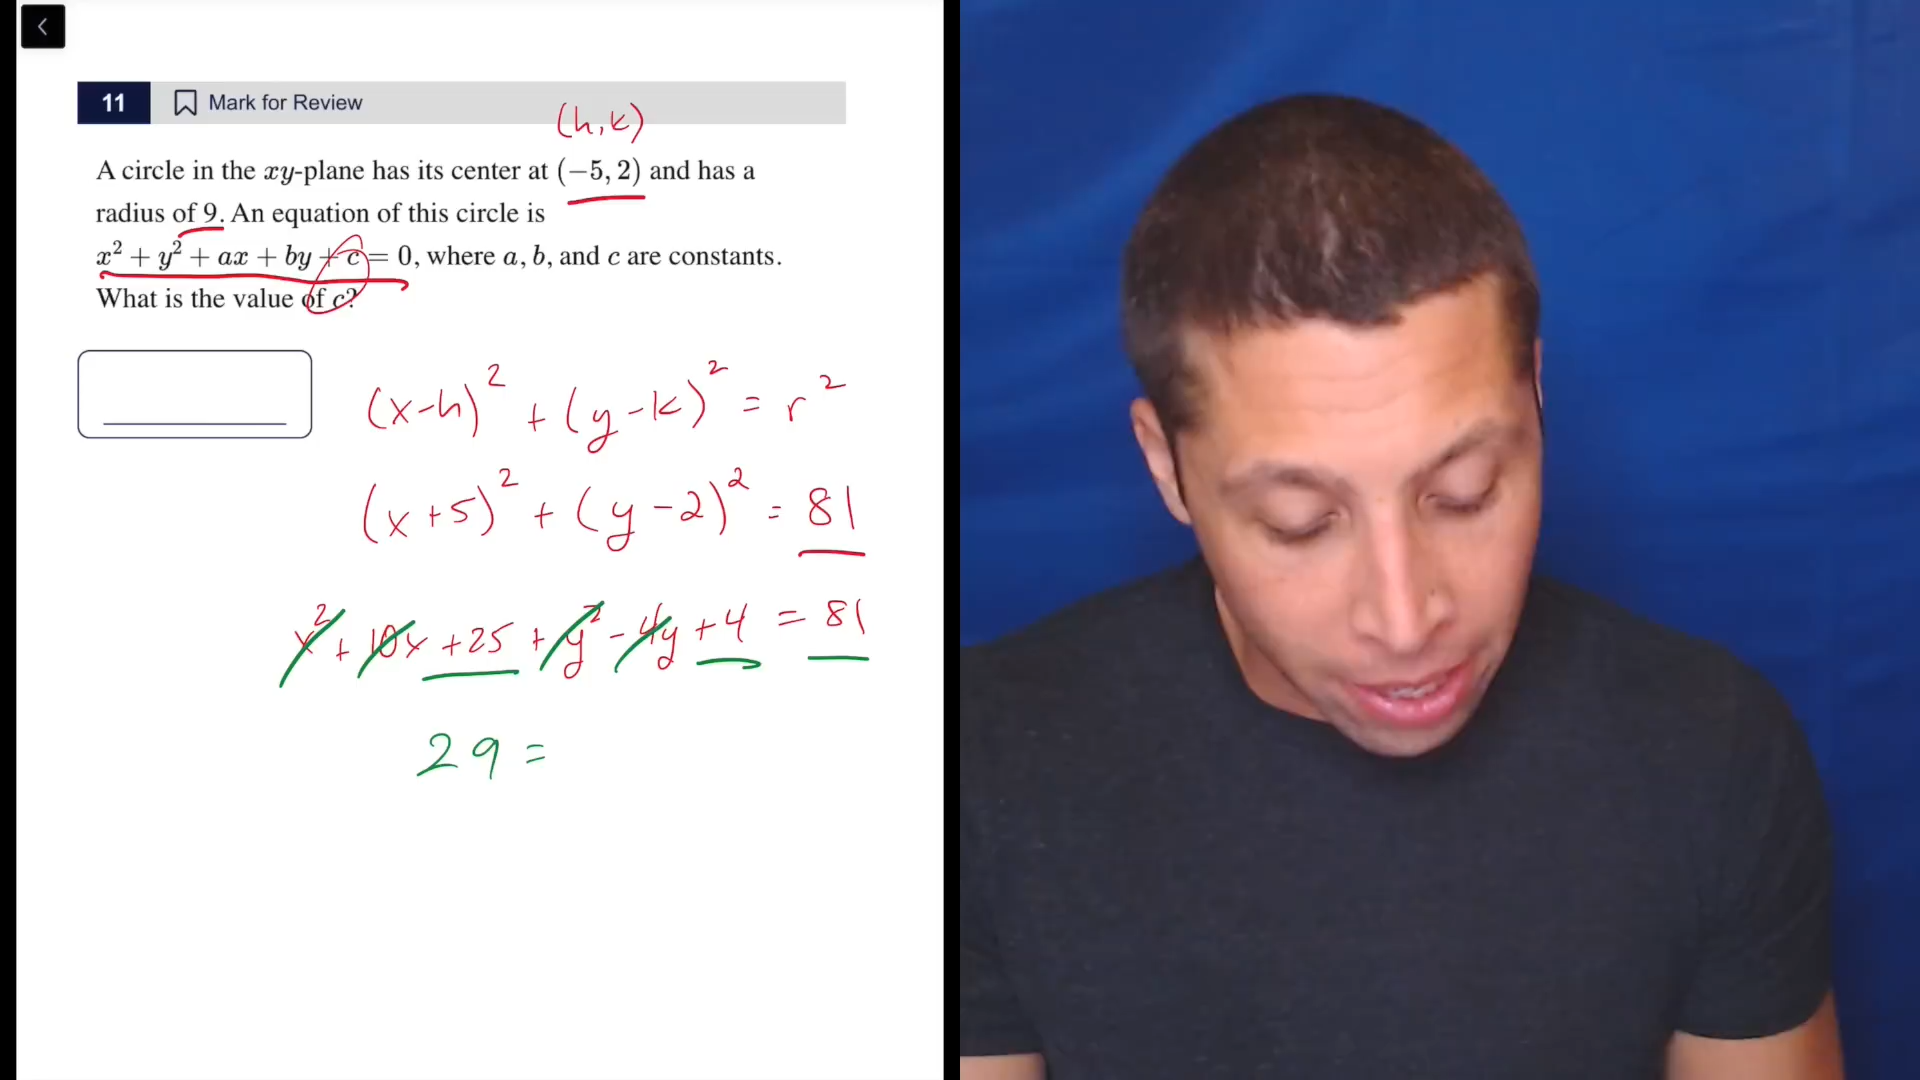 11 Mark for Review
(h,k)
A circle in the xy-plane has its center at (−5, 2) and has a
radius of 9. An equation of this circle is
x² + y² + ax + by + c = 0, where a, b, and c are constants.
What is the value of c?
(x-h)² + (y-k)² = r²
(x+5)² + (y-2)² = 81
x² + 10x + 25 + y² - 4y + 4 = 81
29 =